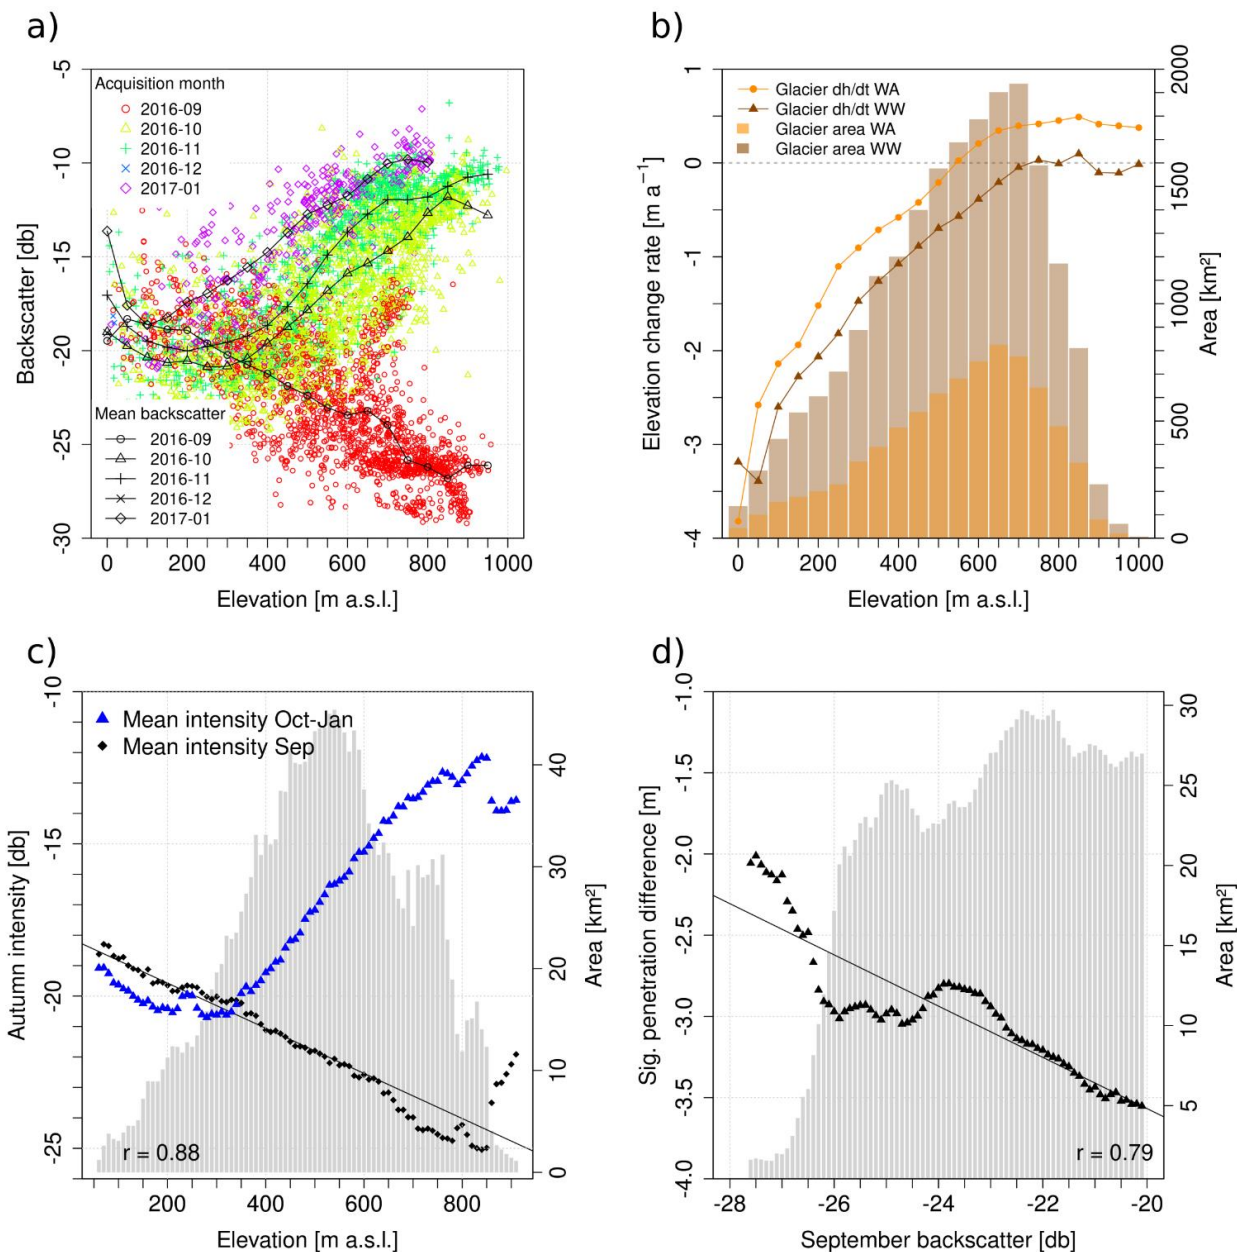 a)
Backscatter [db]
-5
-10
-15
-20
-25
-30
Acquisition month
2016-09
2016-10
2016-11
2016-12
2017-01
Mean backscatter
2016-09
2016-10
2016-11
2016-12
2017-01
0 200 400 600 800 1000
Elevation [m a.s.l.]
b)
Elevation change rate [m a⁻¹]
1
0
-1
-2
-3
-4
Glacier dh/dt WA
Glacier dh/dt WW
Glacier area WA
Glacier area WW
2000
1500
1000
500
0
Area [km²]
0 200 400 600 800 1000
Elevation [m a.s.l.]
c)
Autumn intensity [db]
-10
-15
-20
-25
Mean intensity Oct-Jan
Mean intensity Sep
r = 0.88
40
30
20
10
0
Area [km²]
200 400 600 800
Elevation [m a.s.l.]
d)
Sig. penetration difference [m]
-1.0
-1.5
-2.0
-2.5
-3.0
-3.5
-4.0
r = 0.79
30
25
20
15
10
5
Area [km²]
-28 -26 -24 -22 -20
September backscatter [db]